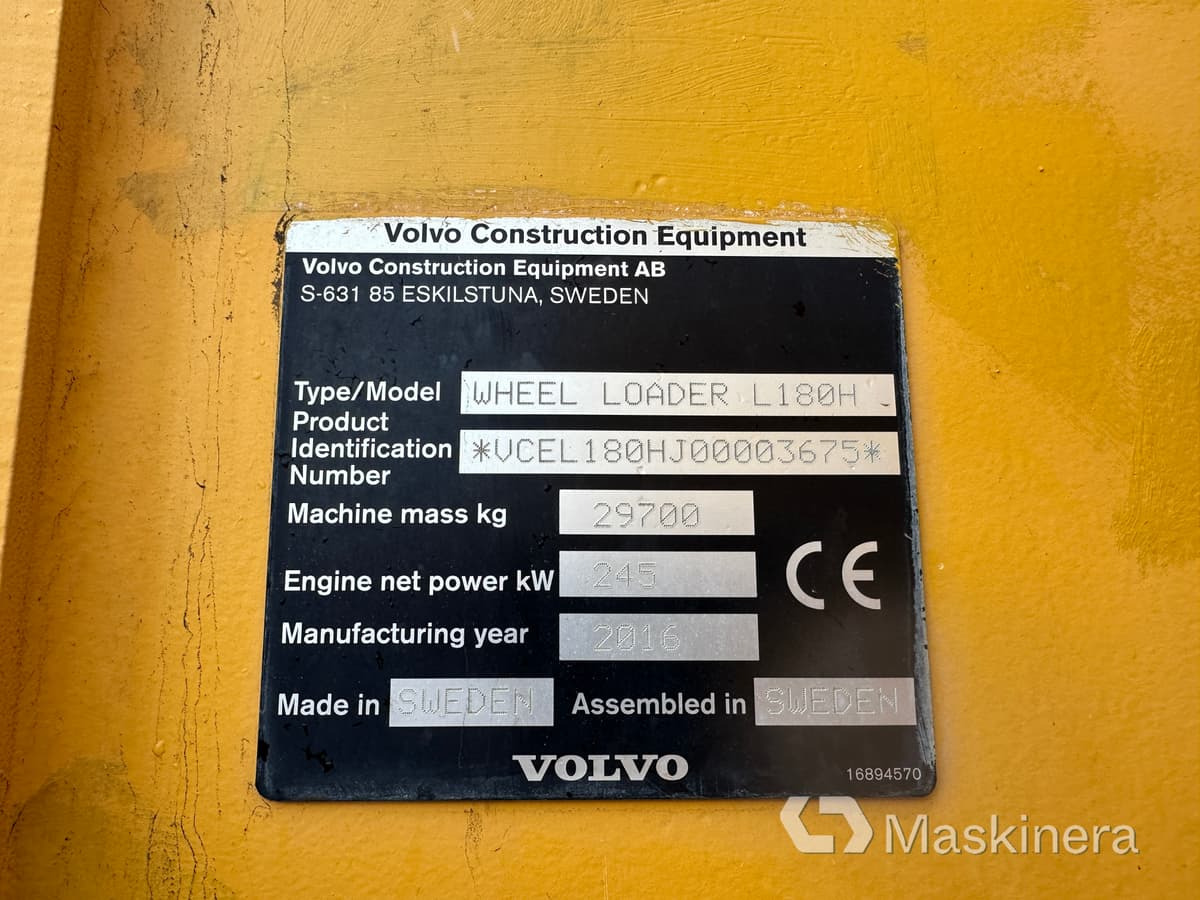 Volvo Construction Equipment
Volvo Construction Equipment AB
S-631 85 ESKILSTUNA, SWEDEN
Type/Model WHEEL LOADER L180H
Product
Identification *VCEL180HJ00003675*
Number
Machine mass kg 29700
Engine net power kW 245
Manufacturing year 2016
CE
Made in SWEDEN Assembled in SWEDEN
VOLVO
16894570
Maskinera